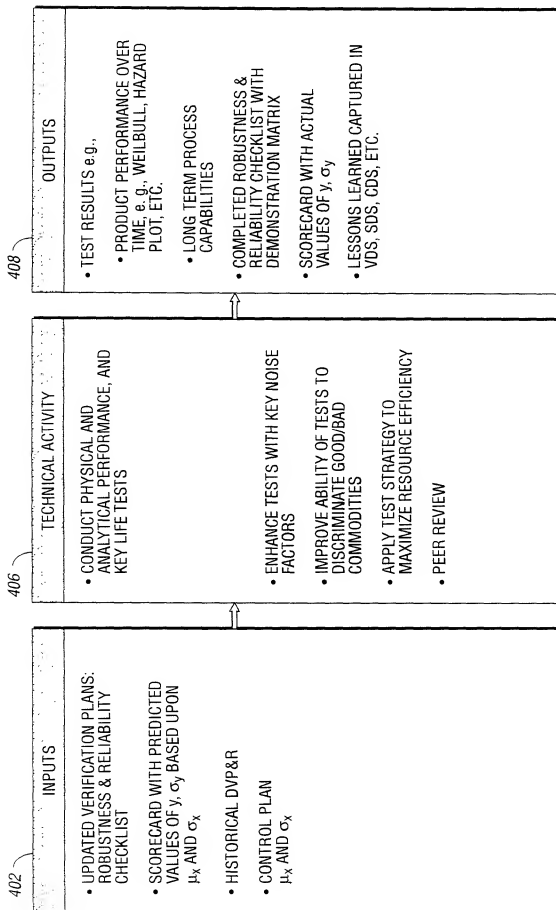 402
INPUTS
• UPDATED VERIFICATION PLANS:
ROBUSTNESS & RELIABILITY
CHECKLIST
• SCORECARD WITH PREDICTED
VALUES OF y, σy BASED UPON
μx AND σx
• HISTORICAL DVP&R
• CONTROL PLAN
μx AND σx
406
TECHNICAL ACTIVITY
• CONDUCT PHYSICAL AND
ANALYTICAL PERFORMANCE, AND
KEY LIFE TESTS
• ENHANCE TESTS WITH KEY NOISE
FACTORS
• IMPROVE ABILITY OF TESTS TO
DISCRIMINATE GOOD/BAD
COMMODITIES
• APPLY TEST STRATEGY TO
MAXIMIZE RESOURCE EFFICIENCY
• PEER REVIEW
408
OUTPUTS
• TEST RESULTS e.g.,
• PRODUCT PERFORMANCE OVER
TIME, e. g., WEILBULL, HAZARD
PLOT, ETC.
• LONG TERM PROCESS
CAPABILITIES
• COMPLETED ROBUSTNESS &
RELIABILITY CHECKLIST WITH
DEMONSTRATION MATRIX
• SCORECARD WITH ACTUAL
VALUES OF y, σy
• LESSONS LEARNED CAPTURED IN
VDS, SDS, CDS, ETC.